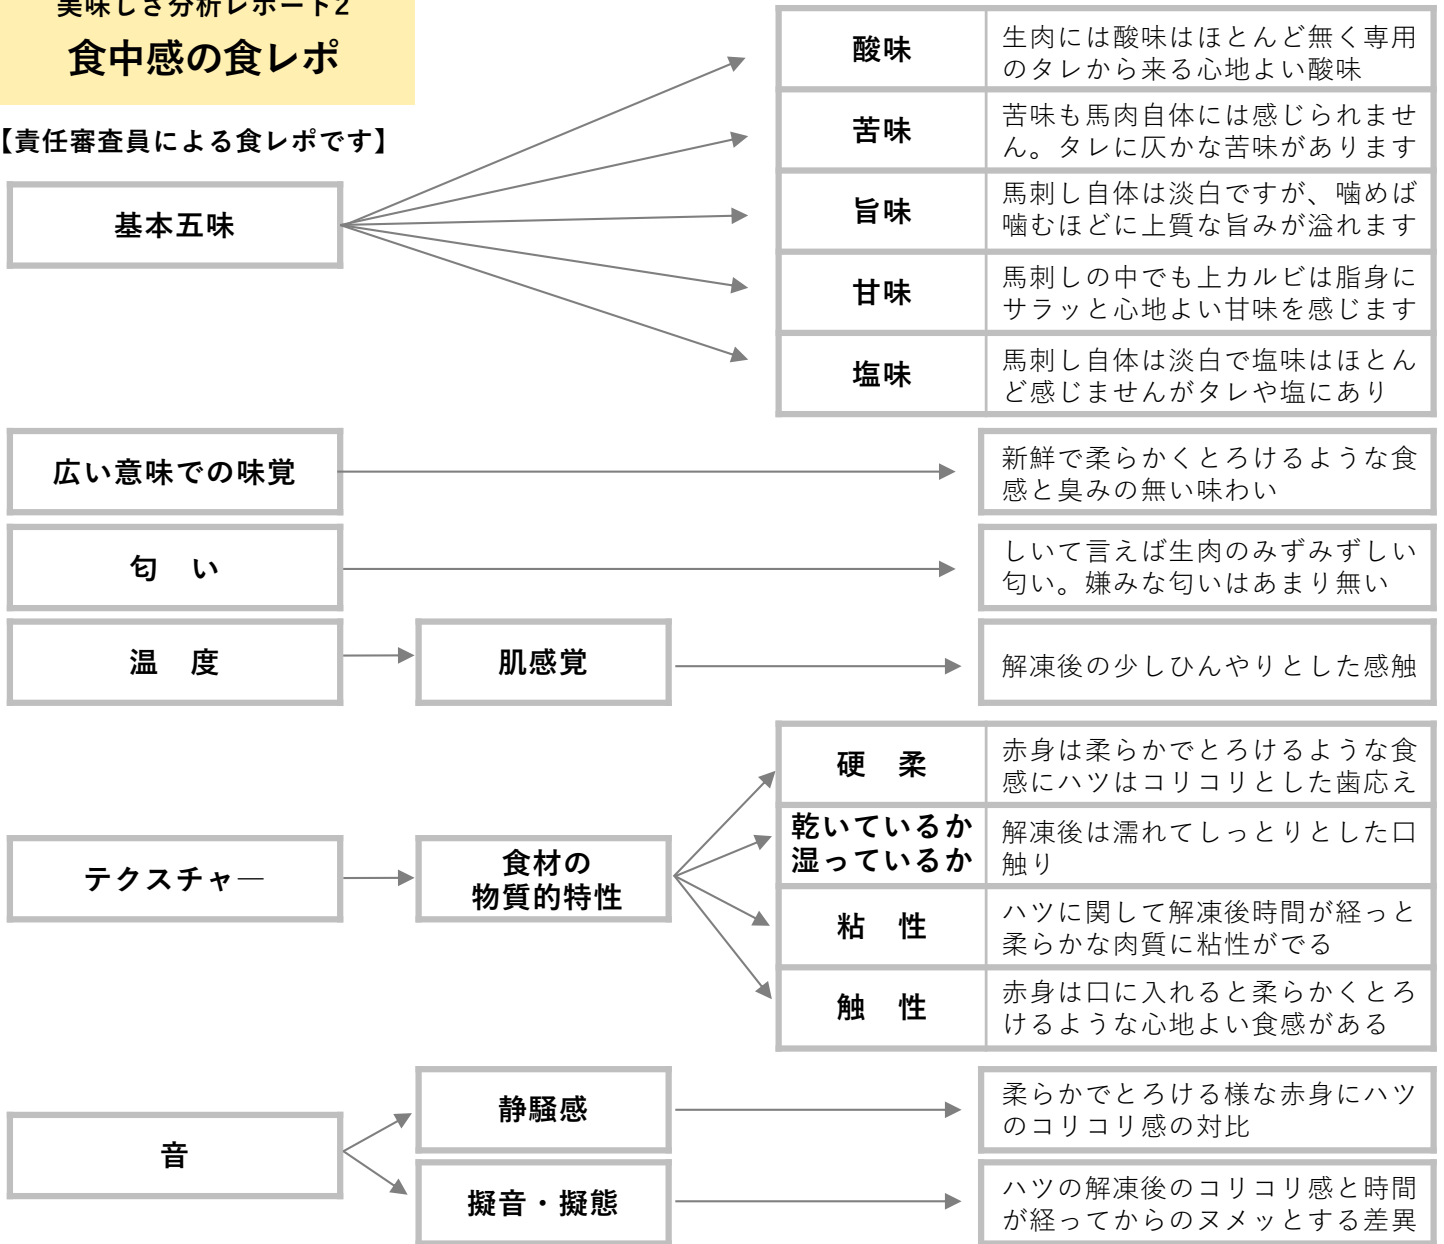 美味しさ分析レポート2
食中感の食レポ
【責任審査員による食レポです】
基本五味
酸味
生肉には酸味はほとんど無く専用
のタレから来る心地よい酸味
苦味
苦味も馬肉自体には感じられませ
ん。タレに仄かな苦味があります
旨味
馬刺し自体は淡白ですが、噛めば
噛むほどに上質な旨みが溢れます
甘味
馬刺しの中でも上カルビは脂身に
サラッと心地よい甘味を感じます
塩味
馬刺し自体は淡白で塩味はほとん
ど感じませんがタレや塩にあり
広い意味での味覚
新鮮で柔らかくとろけるような食
感と臭みの無い味わい
匂　い
しいて言えば生肉のみずみずしい
匂い。嫌みな匂いはあまり無い
温　度
肌感覚
解凍後の少しひんやりとした感触
テクスチャ―
食材の
物質的特性
硬　柔
赤身は柔らかでとろけるような食
感にハツはコリコリとした歯応え
乾いているか
湿っているか
解凍後は濡れてしっとりとした口
触り
粘　性
ハツに関して解凍後時間が経っと
柔らかな肉質に粘性がでる
触　性
赤身は口に入れると柔らかくとろ
けるような心地よい食感がある
音
静騒感
柔らかでとろける様な赤身にハツ
のコリコリ感の対比
擬音・擬態
ハツの解凍後のコリコリ感と時間
が経ってからのヌメッとする差異